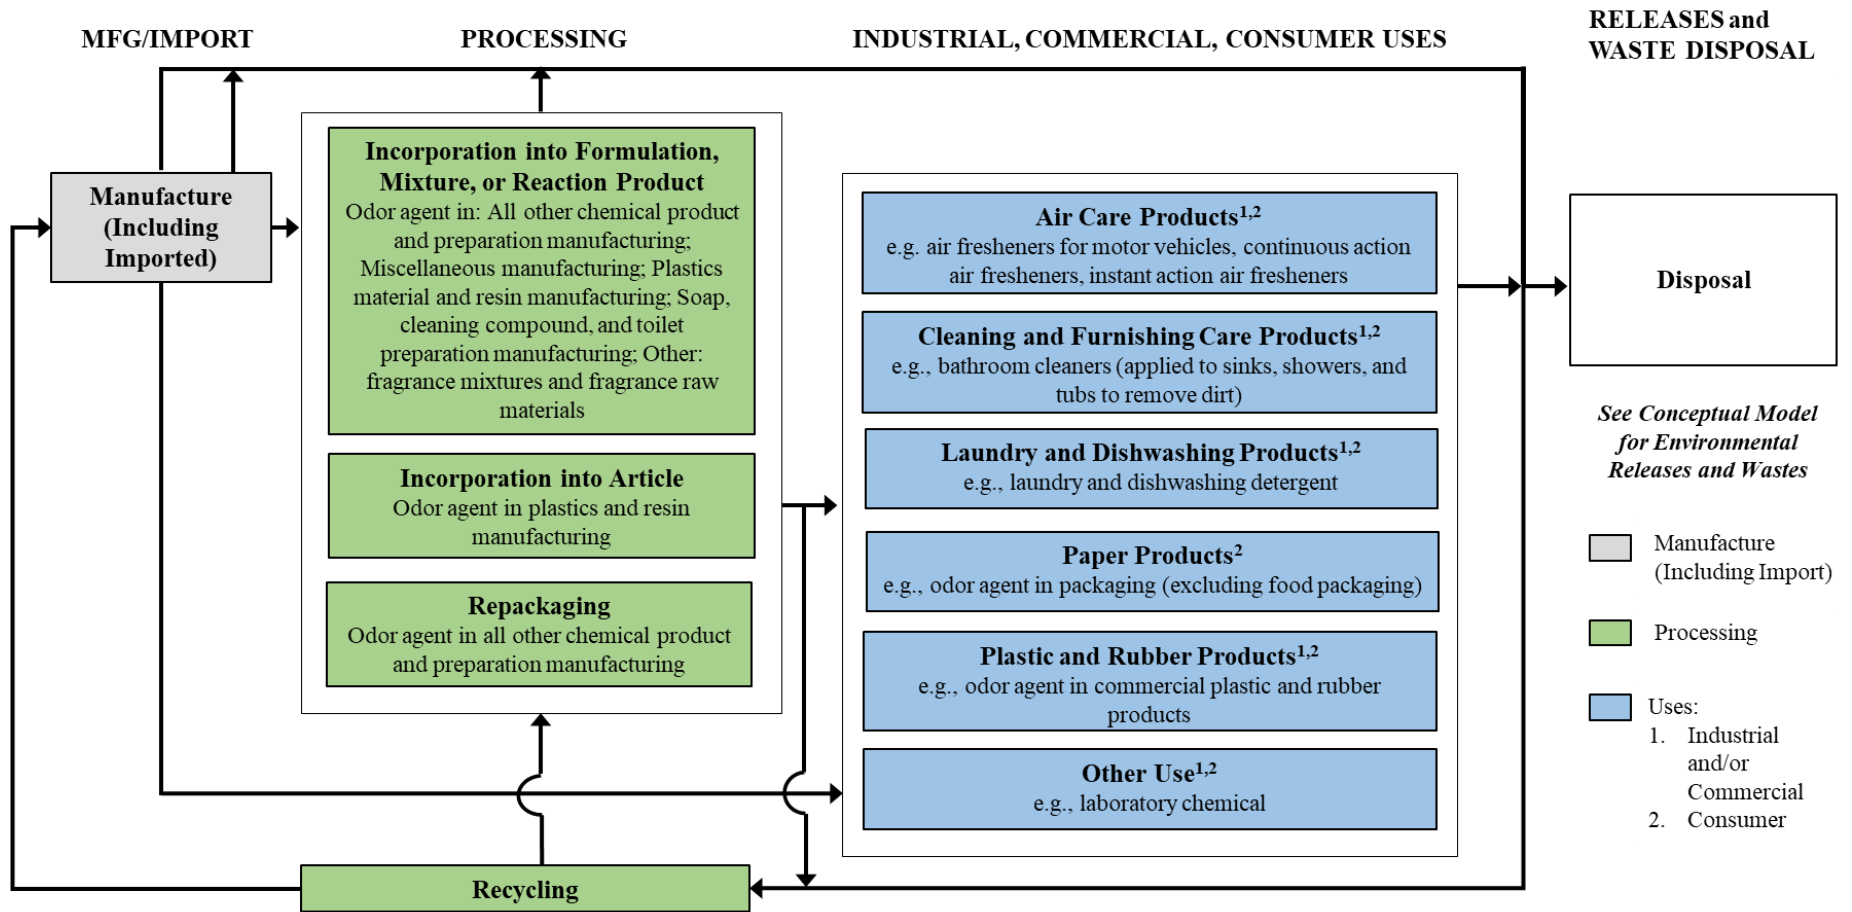 MFG/IMPORT
PROCESSING
INDUSTRIAL, COMMERCIAL, CONSUMER USES
RELEASES and
WASTE DISPOSAL
Manufacture
(Including
Imported)
Incorporation into Formulation,
Mixture, or Reaction Product
Odor agent in: All other chemical product
and preparation manufacturing;
Miscellaneous manufacturing; Plastics
material and resin manufacturing; Soap,
cleaning compound, and toilet
preparation manufacturing; Other:
fragrance mixtures and fragrance raw
materials
Incorporation into Article
Odor agent in plastics and resin
manufacturing
Repackaging
Odor agent in all other chemical product
and preparation manufacturing
Recycling
Air Care Products1,2
e.g. air fresheners for motor vehicles, continuous action
air fresheners, instant action air fresheners
Cleaning and Furnishing Care Products1,2
e.g., bathroom cleaners (applied to sinks, showers, and
tubs to remove dirt)
Laundry and Dishwashing Products1,2
e.g., laundry and dishwashing detergent
Paper Products2
e.g., odor agent in packaging (excluding food packaging)
Plastic and Rubber Products1,2
e.g., odor agent in commercial plastic and rubber
products
Other Use1,2
e.g., laboratory chemical
Disposal
See Conceptual Model
for Environmental
Releases and Wastes
Manufacture
(Including Import)
Processing
Uses:
1. Industrial
and/or
Commercial
2. Consumer